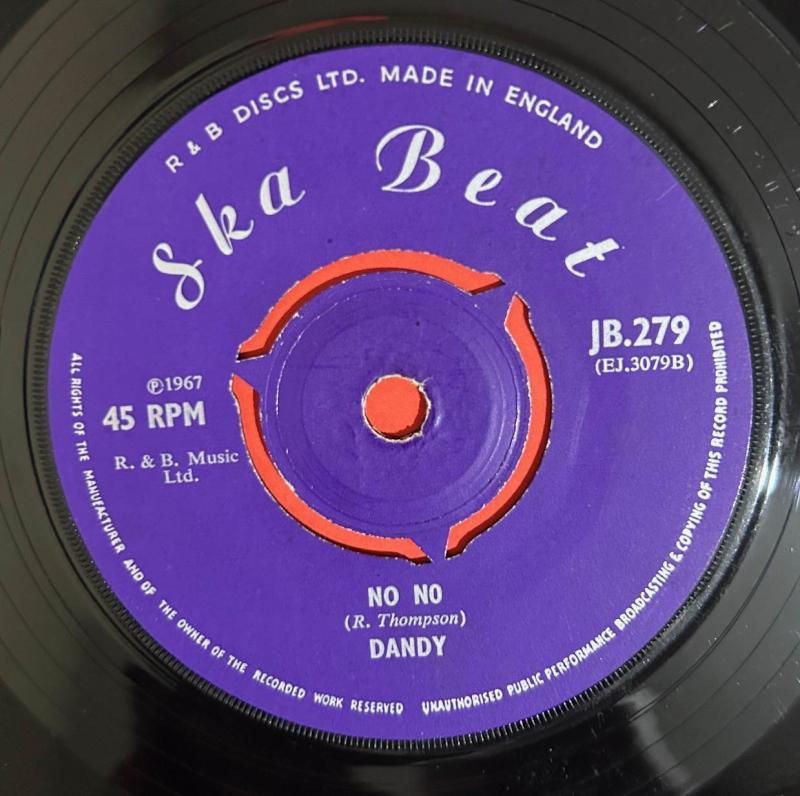 R & B DISCS LTD. MADE IN ENGLAND
Ska Beat
JB.279
(EJ.3079B)
℗1967
45 RPM
R. & B. Music
Ltd.
NO NO
(R. Thompson)
DANDY
ALL RIGHTS OF THE MANUFACTURER AND OF THE OWNER OF THE RECORDED WORK RESERVED UNAUTHORISED PUBLIC PERFORMANCE BROADCASTING & COPYING OF THIS RECORD PROHIBITED